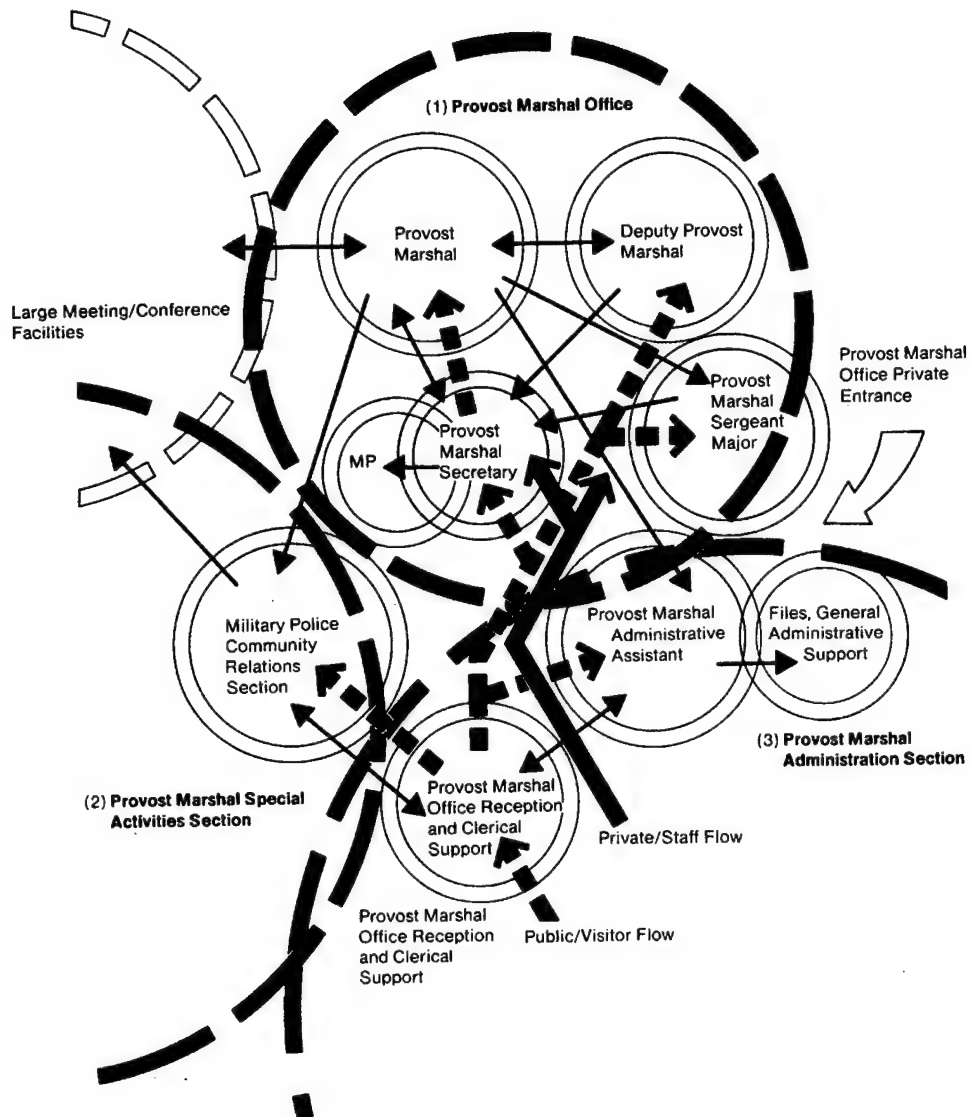 (1) Provost Marshal Office
Provost
Marshal
Deputy Provost
Marshal
Large Meeting/Conference
Facilities
Provost Marshal
Office Private
Entrance
Provost
Marshal
Sergeant
Major
MP
Provost
Marshal
Secretary
Military Police
Community
Relations
Section
Provost Marshal
Administrative
Assistant
Files, General
Administrative
Support
(3) Provost Marshal
Administration Section
(2) Provost Marshal Special
Activities Section
Provost Marshal
Office Reception
and Clerical
Support
Private/Staff Flow
Provost Marshal
Office Reception
and Clerical
Support
Public/Visitor Flow